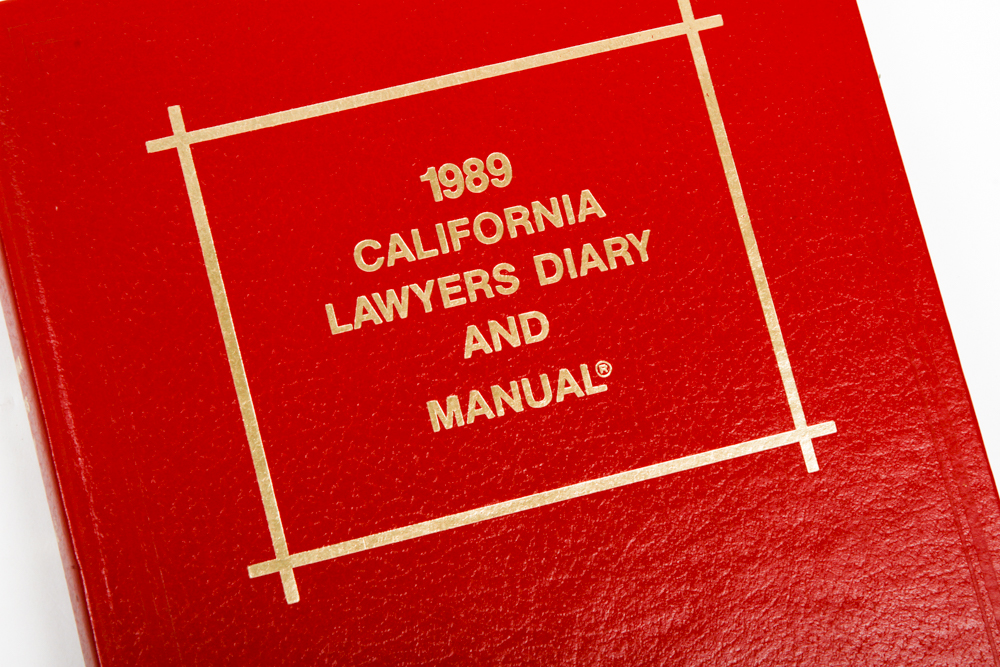 1989
CALIFORNIA
LAWYERS DIARY
AND
MANUAL®